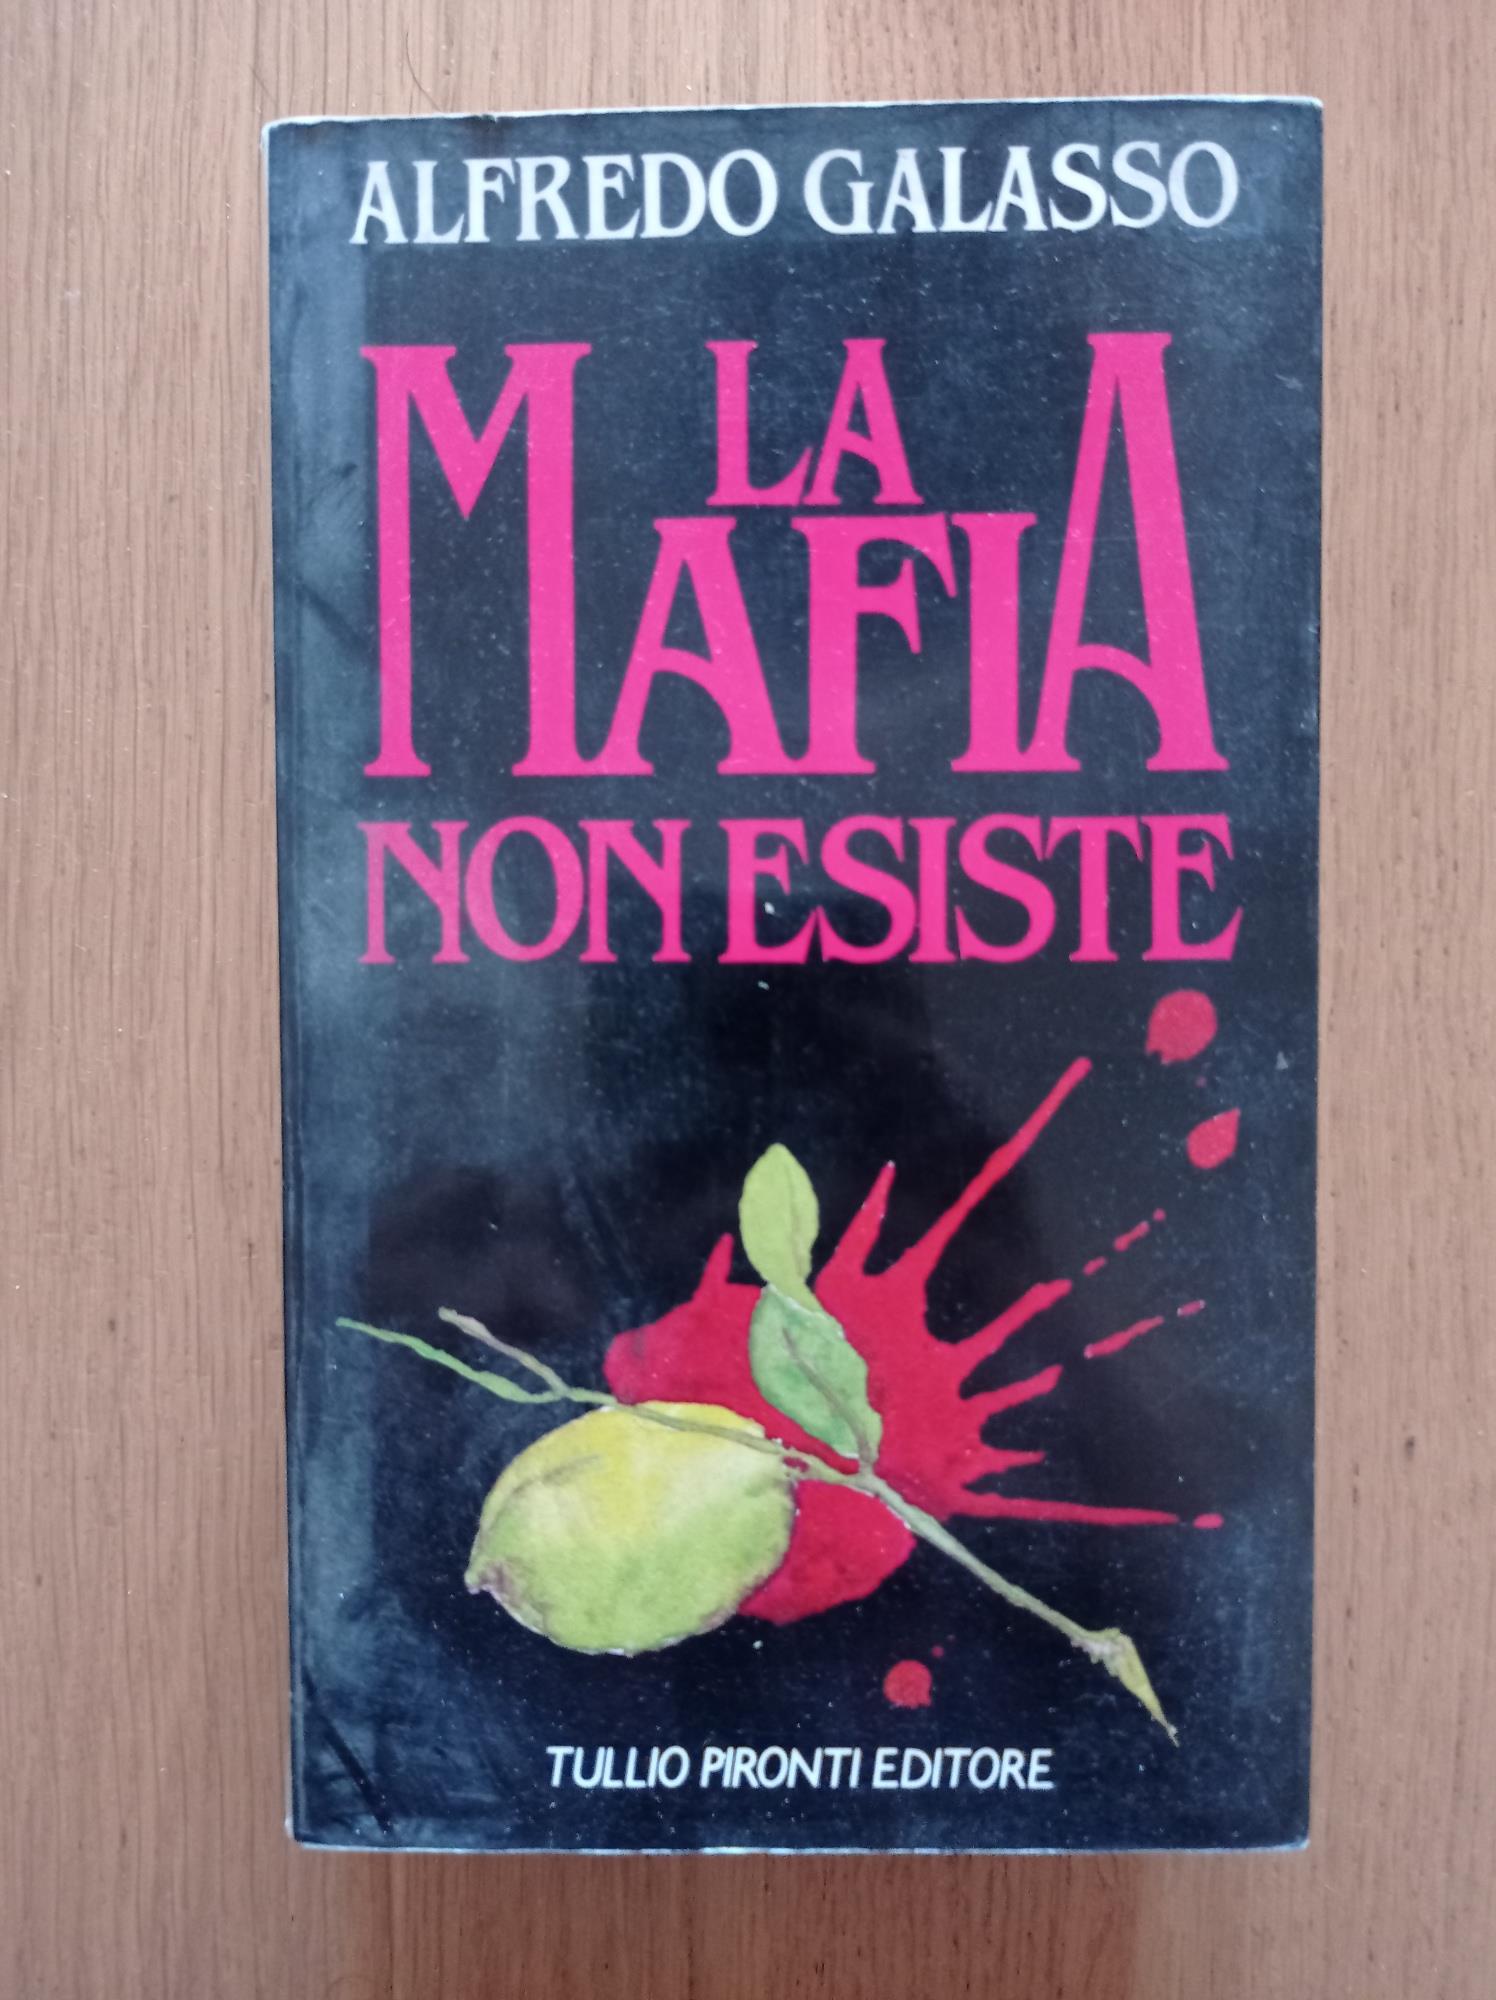 ALFREDO GALASSO
LA
MAFIA
NON ESISTE
TULLIO PIRONTI EDITORE